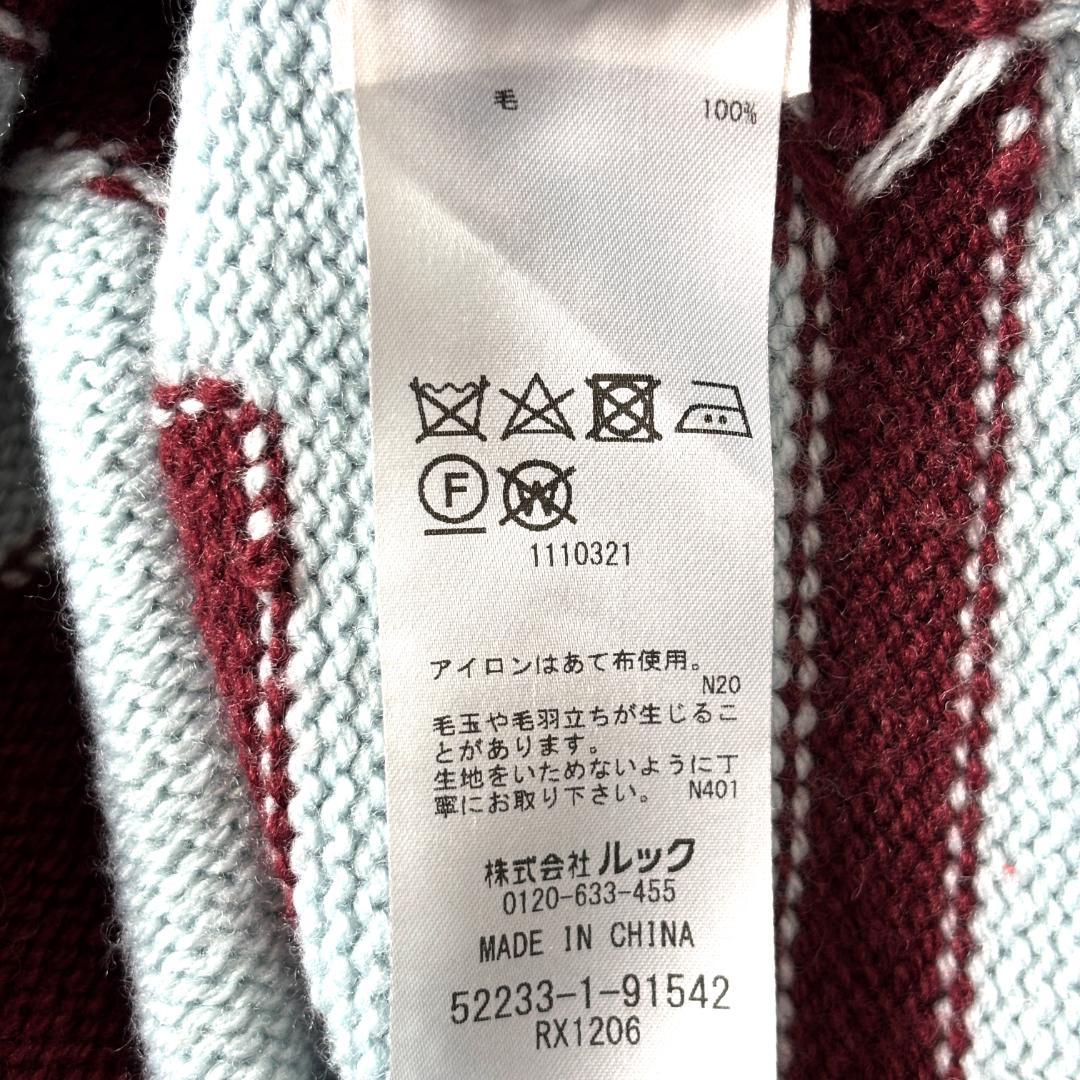 毛 100%
F W
1110321
アイロンはあて布使用。
N20
毛玉や毛羽立ちが生じるこ
とがあります。
生地をいためないように丁
寧にお取り下さい。 N401
株式会社 ルック
0120-633-455
MADE IN CHINA
52233-1-91542
RX1206